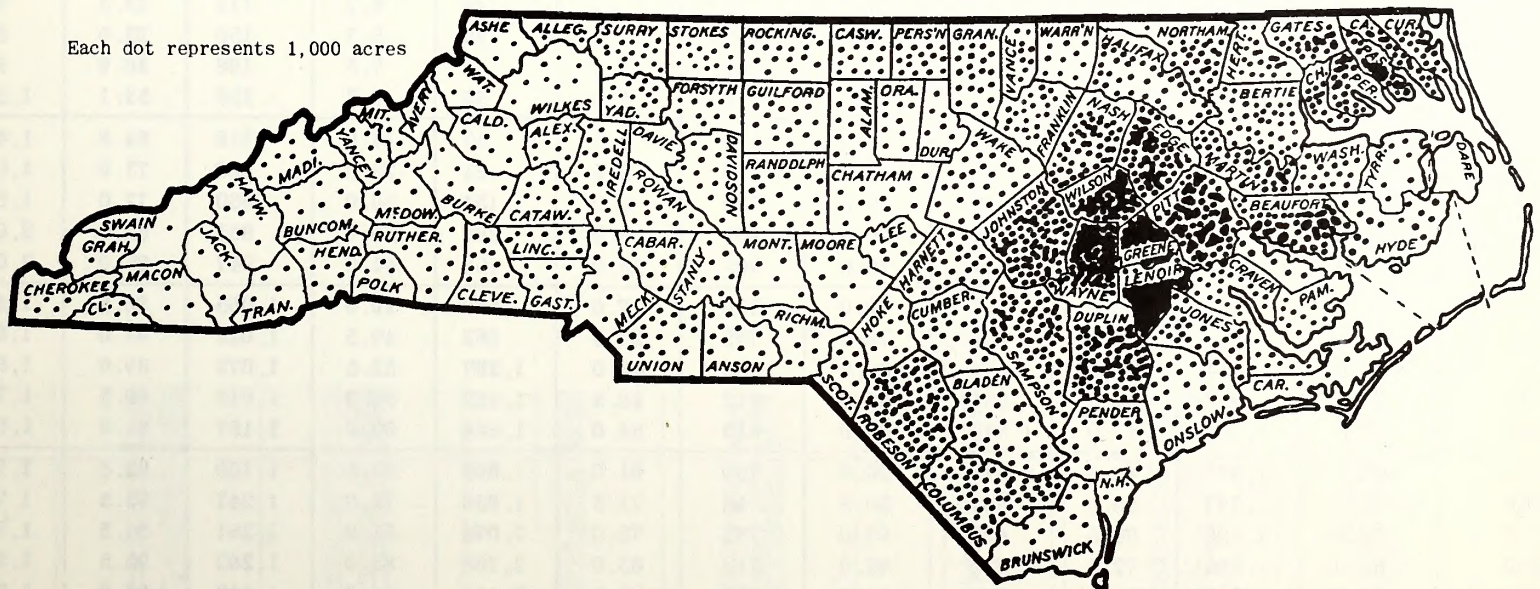 Each dot represents 1,000 acres
ASHE ALLEG. SURRY STOKES ROCKING. CASW. PERS'N GRAN. VANCE WARR'N HALIFAX NORTHAM. HERT. GATES CA. CUR.
WAT. WILKES YAD. FORSYTH GUILFORD ALAM. ORA. DUR. FRANKLIN NASH EDGE. BERTIE CH. PER. PAS.
MIT. AVERY CALD. ALEX. IREDELL DAVIE DAVIDSON RANDOLPH CHATHAM WAKE WILSON MARTIN WASH. TYRR. DARE
MADI. YANCEY BURKE CATAW. ROWAN JOHNSTON PITT BEAUFORT HYDE
SWAIN HAYW. BUNCOM. McDOW. RUTHER. LINC. CABAR. STANLY MONT. MOORE LEE HARNETT GREENE
GRAH. JACK. HEND. WAYNE LENOIR CRAVEN PAM.
CHEROKEE MACON TRAN. POLK CLEVE. GAST. MECK. RICHM. HOKE CUMBER. SAMPSON DUPLIN JONES
CL. UNION ANSON SCOT. ROBESON BLADEN PENDER ONSLOW CAR.
COLUMBUS N.H.
BRUNSWICK